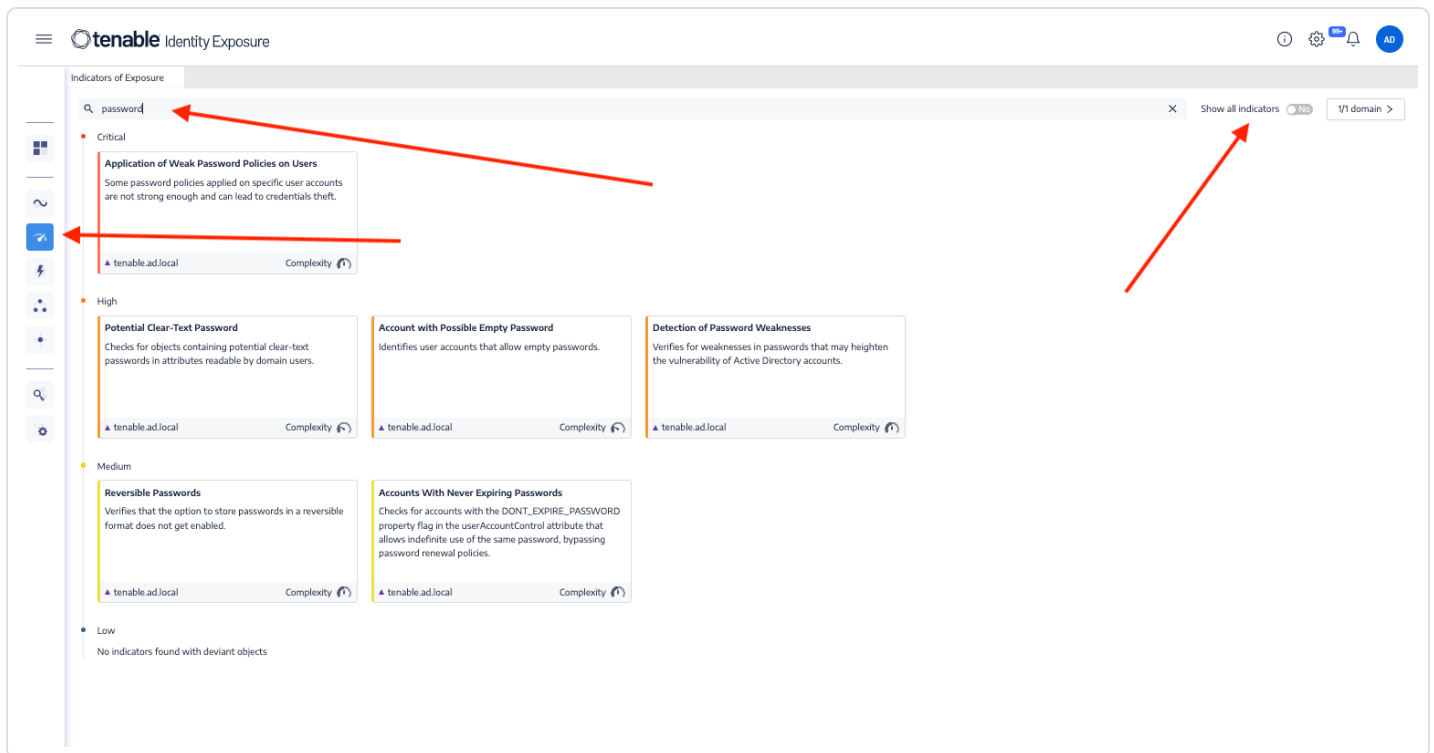 tenable Identity Exposure
99+
AD
Indicators of Exposure
password
Show all indicators
No
1/1 domain
Critical
Application of Weak Password Policies on Users
Some password policies applied on specific user accounts
are not strong enough and can lead to credentials theft.
tenable.ad.local
Complexity
High
Potential Clear-Text Password
Checks for objects containing potential clear-text
passwords in attributes readable by domain users.
tenable.ad.local
Complexity
Account with Possible Empty Password
Identifies user accounts that allow empty passwords.
tenable.ad.local
Complexity
Detection of Password Weaknesses
Verifies for weaknesses in passwords that may heighten
the vulnerability of Active Directory accounts.
tenable.ad.local
Complexity
Medium
Reversible Passwords
Verifies that the option to store passwords in a reversible
format does not get enabled.
tenable.ad.local
Complexity
Accounts With Never Expiring Passwords
Checks for accounts with the DONT_EXPIRE_PASSWORD
property flag in the userAccountControl attribute that
allows indefinite use of the same password, bypassing
password renewal policies.
tenable.ad.local
Complexity
Low
No indicators found with deviant objects